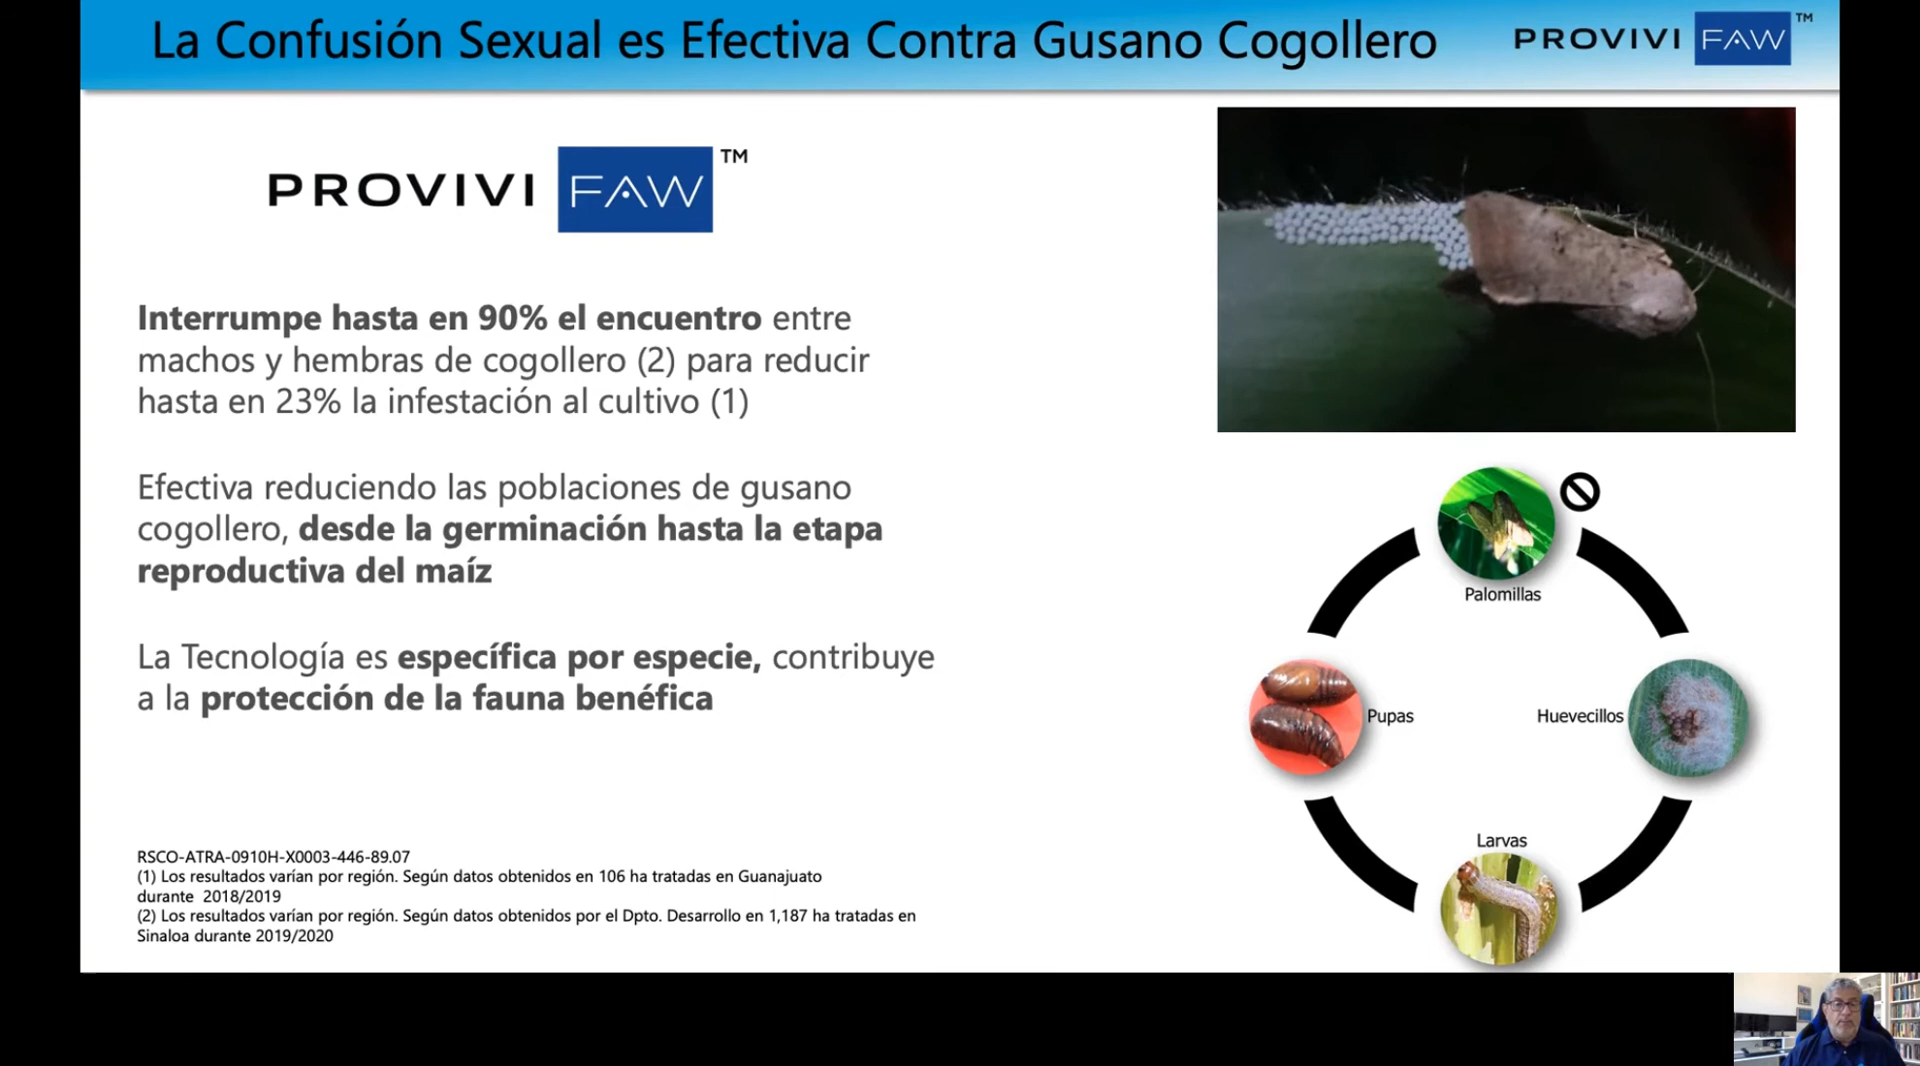 La Confusión Sexual es Efectiva Contra Gusano Cogollero
PROVIVI FAW™
PROVIVI FAW™
Interrumpe hasta en 90% el encuentro entre
machos y hembras de cogollero (2) para reducir
hasta en 23% la infestación al cultivo (1)
Efectiva reduciendo las poblaciones de gusano
cogollero, desde la germinación hasta la etapa
reproductiva del maíz
La Tecnología es específica por especie, contribuye
a la protección de la fauna benéfica
RSCO-ATRA-0910H-X0003-446-89.07
(1) Los resultados varían por región. Según datos obtenidos en 106 ha tratadas en Guanajuato
durante 2018/2019
(2) Los resultados varían por región. Según datos obtenidos por el Dpto. Desarrollo en 1,187 ha tratadas en
Sinaloa durante 2019/2020
Palomillas
Pupas
Huevecillos
Larvas